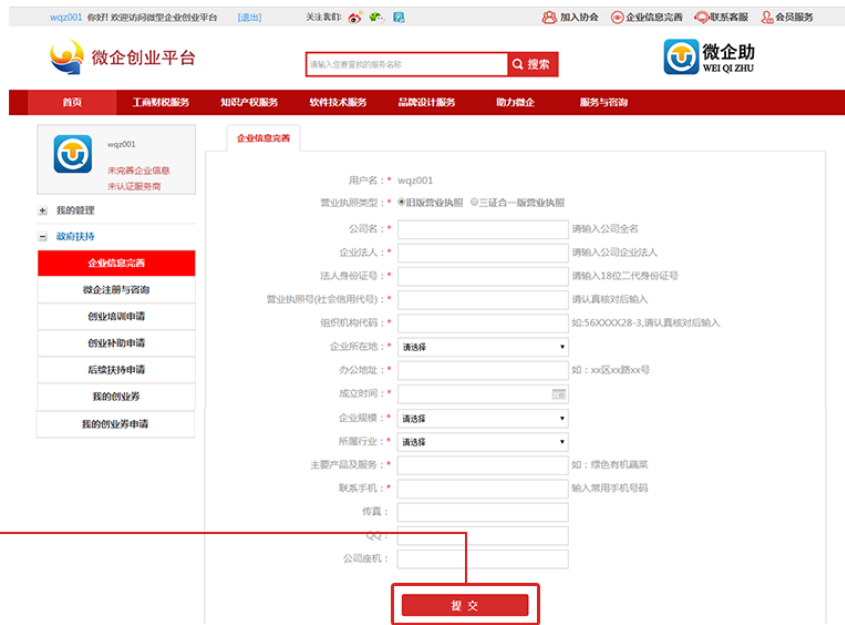 wqz001 你好! 欢迎访问微型企业创业平台 [退出] 关注我们: 加入协会 企业信息完善 联系客服 会员服务
微企创业平台 请输入您要查找的服务名称 搜索 微企助
WEI QI ZHU
首页 工商财税服务 知识产权服务 软件技术服务 品牌设计服务 助力微企 服务与咨询
wqz001
未完善企业信息
未认证服务商
我的管理
政府扶持
企业信息完善
微企注册与咨询
创业培训申请
创业补助申请
后续扶持申请
我的创业券
我的创业券申请
企业信息完善
用户名：* wqz001
营业执照类型：* 旧版营业执照 三证合一版营业执照
公司名：* 请输入公司全名
企业法人：* 请输入公司企业法人
法人身份证号：* 请输入18位二代身份证号
营业执照号(社会信用代号)：* 请认真核对后输入
组织机构代码：* 如:56XXXX28-3,请认真核对后输入
企业所在地：* 请选择
办公地址：* 如：xx区xx路xx号
成立时间：*
企业规模：* 请选择
所属行业：* 请选择
主要产品及服务：* 如：绿色有机蔬菜
联系手机：* 输入常用手机号码
传真：
QQ：
公司座机：
提 交